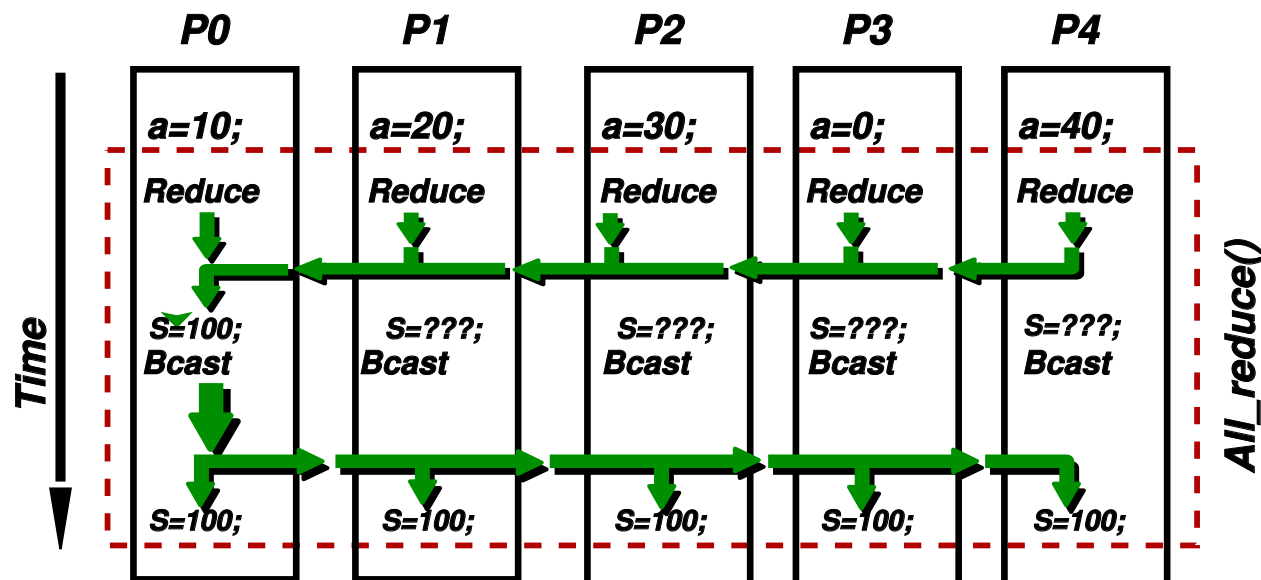 P0 P1 P2 P3 P4
a=10; a=20; a=30; a=0; a=40;
Reduce Reduce Reduce Reduce Reduce
S=100; S=???; S=???; S=???; S=???;
Bcast Bcast Bcast Bcast Bcast
S=100; S=100; S=100; S=100; S=100;
Time
All_reduce()